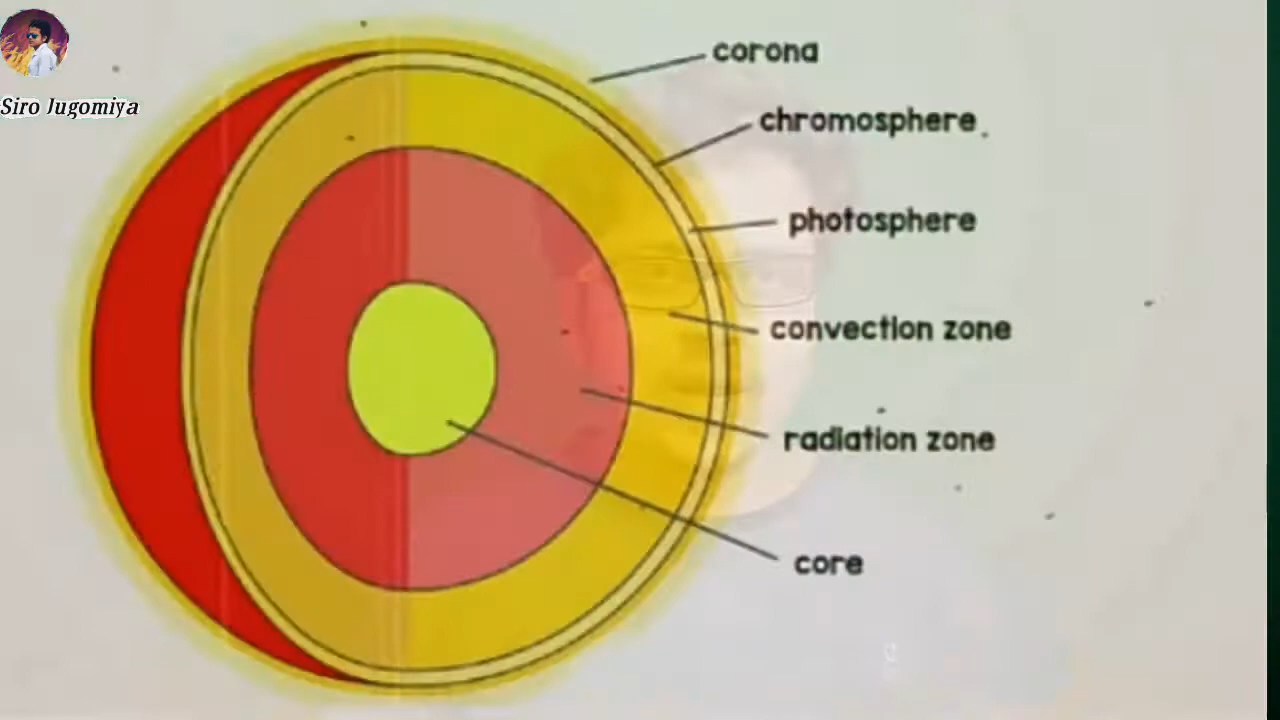 Siro Jugomiya
corona
chromosphere
photosphere
convection zone
radiation zone
core